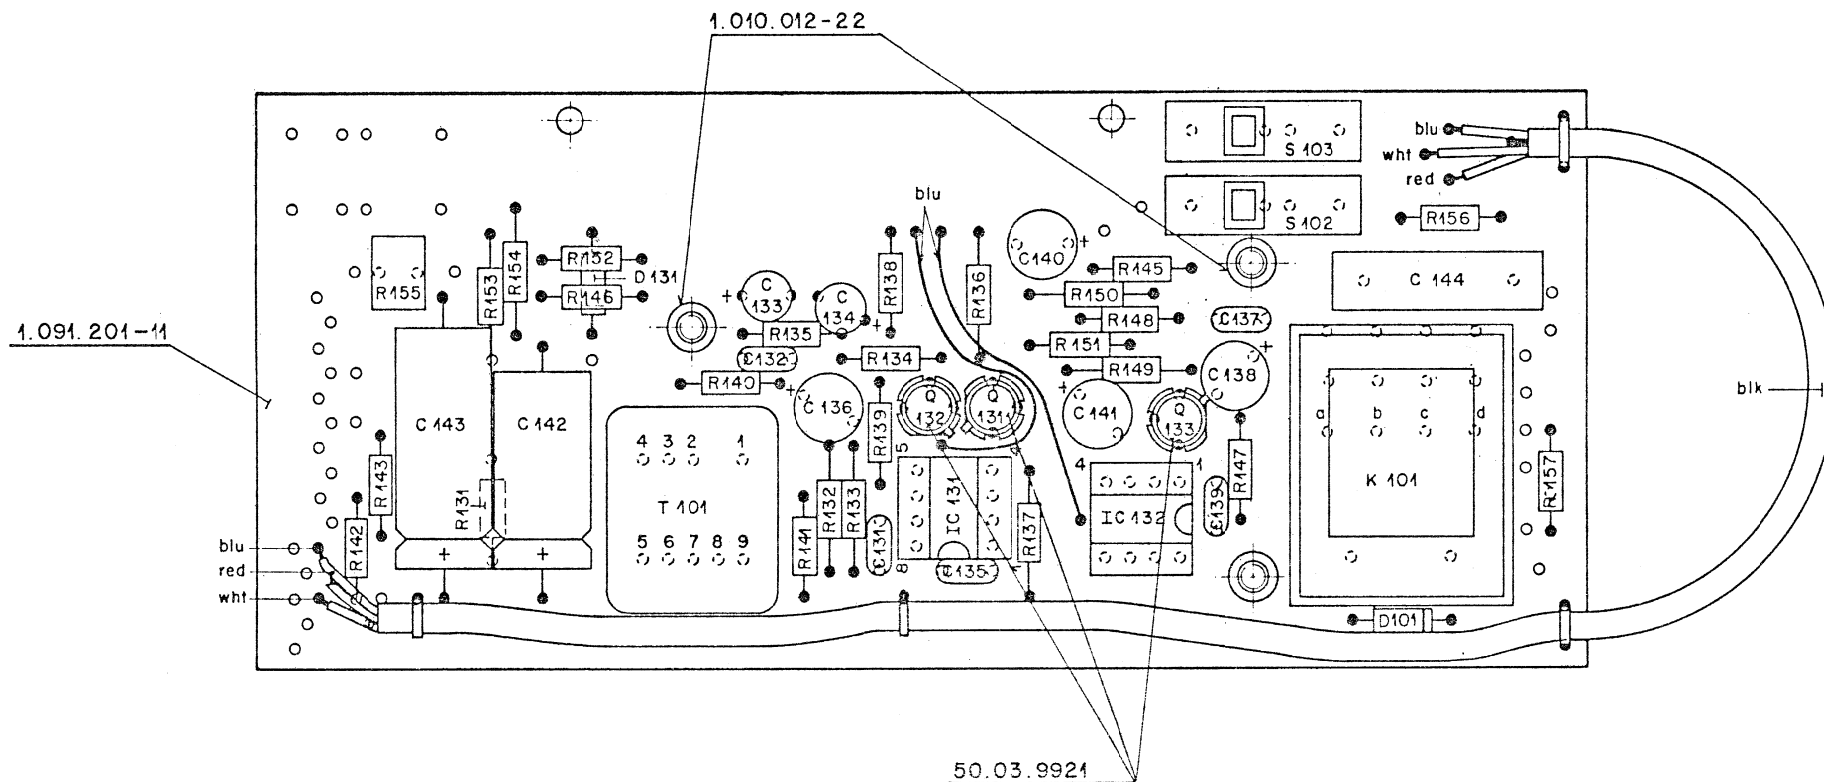 1.010.012-22
blu
wht
red
S 103
S 102
R156
blu
R154
R153
R152
D131
R146
R155
R138
R136
C140
R145
R150
C 144
C 133
C 134
R148
C137
1.091.201-11
R135
R151
C132
R134
R149
R140
C138
blk
C 143
C 142
C 136
R139
Q 132
Q 131
C 141
Q 133
a b c d
4 3 2 1
5
4 1
R143
R131
T 101
R132
R133
IC 131
R137
IC 132
C139
R147
K 101
R157
R142
R141
C131
5 6 7 8 9
8
C135
blu
red
wht
D101
50.03.9921